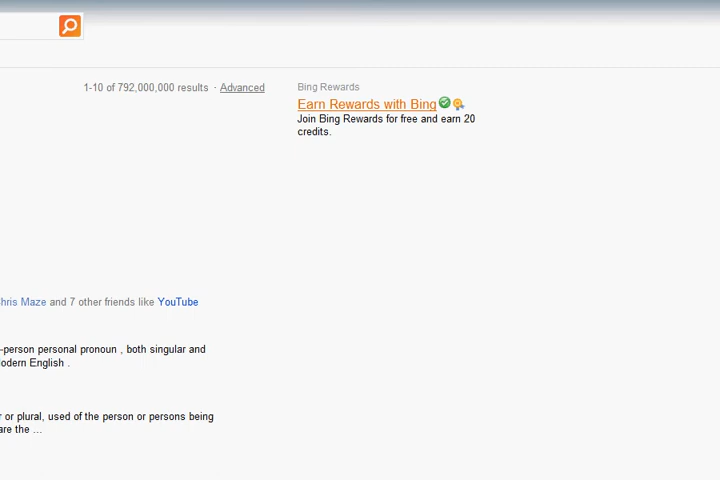 1-10 of 792,000,000 results · Advanced
Bing Rewards
Earn Rewards with Bing
Join Bing Rewards for free and earn 20
credits.
hris Maze and 7 other friends like YouTube
-person personal pronoun , both singular and
odern English .
r or plural, used of the person or persons being
are the ...